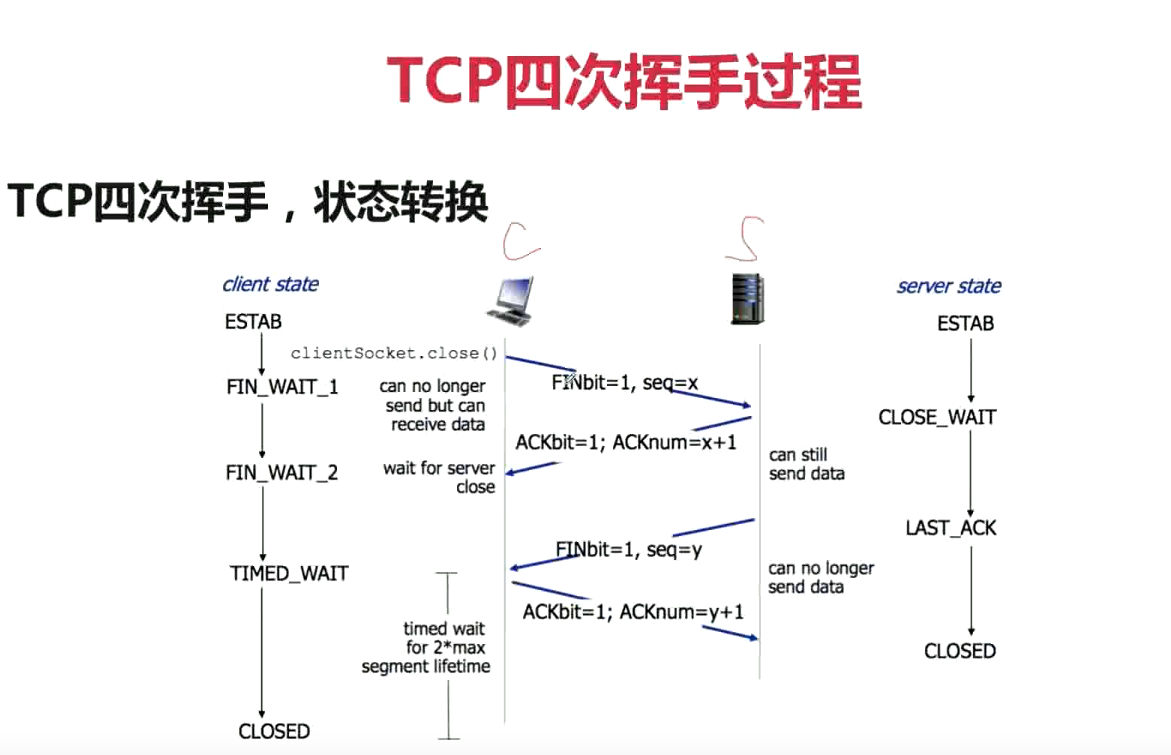 TCP四次挥手过程
TCP四次挥手，状态转换
C
S
client state
server state
ESTAB
ESTAB
clientSocket.close()
FIN_WAIT_1
can no longer
send but can
receive data
FINbit=1, seq=x
CLOSE_WAIT
ACKbit=1; ACKnum=x+1
can still
send data
FIN_WAIT_2
wait for server
close
LAST_ACK
FINbit=1, seq=y
TIMED_WAIT
can no longer
send data
ACKbit=1; ACKnum=y+1
timed wait
for 2*max
segment lifetime
CLOSED
CLOSED